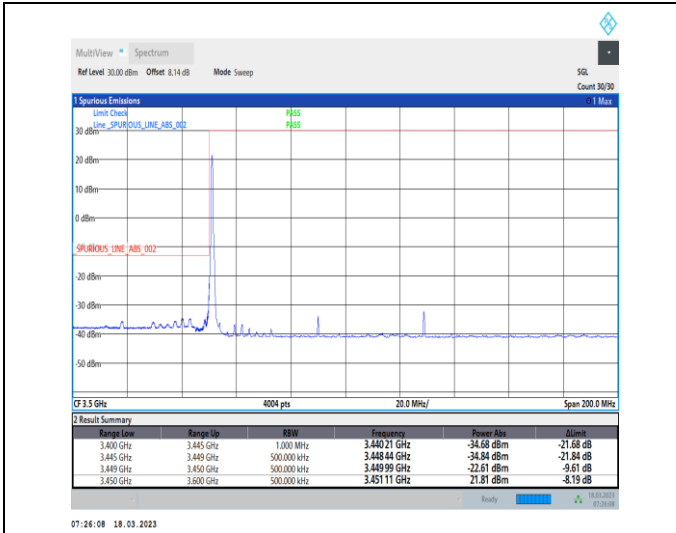 MultiView Spectrum
Ref Level 30.00 dBm Offset 8.14 dB Mode Sweep SGL
Count 30/30
1 Spurious Emissions 1 Max
Limit Check PASS
Line _SPURIOUS_LINE_ABS_002 PASS
30 dBm
20 dBm
10 dBm
0 dBm
_SPURIOUS_LINE_ABS_002
-20 dBm
-30 dBm
-40 dBm
-50 dBm
CF 3.5 GHz 4004 pts 20.0 MHz/ Span 200.0 MHz
2 Result Summary
Range Low Range Up RBW Frequency Power Abs ΔLimit
3.400 GHz 3.445 GHz 1.000 MHz 3.440 21 GHz -34.68 dBm -21.68 dB
3.445 GHz 3.449 GHz 500.000 kHz 3.448 44 GHz -34.84 dBm -21.84 dB
3.449 GHz 3.450 GHz 500.000 kHz 3.449 99 GHz -22.61 dBm -9.61 dB
3.450 GHz 3.600 GHz 500.000 kHz 3.451 11 GHz 21.81 dBm -8.19 dB
Ready 18.03.2023
07:26:08
07:26:08 18.03.2023